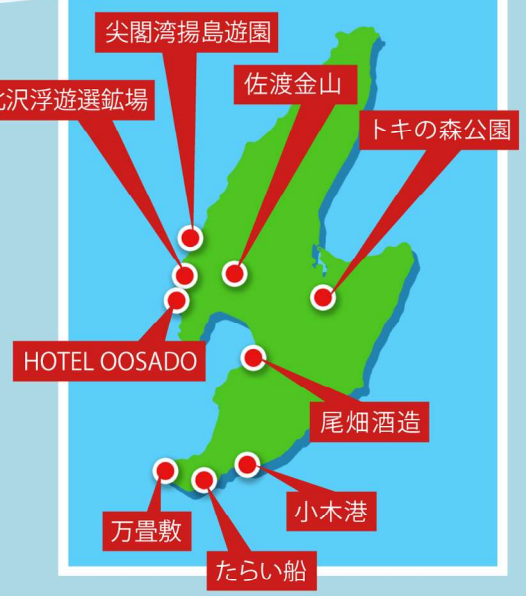 尖閣湾揚島遊園
佐渡金山
沢浮遊選鉱場
トキの森公園
HOTEL OOSADO
尾畑酒造
小木港
万畳敷
たらい船